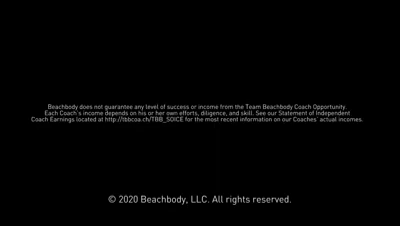 Beachbody does not guarantee any level of success or income from the Team Beachbody Coach Opportunity.
Each Coach's income depends on his or her own efforts, diligence, and skill. See our Statement of Independent
Coach Earnings located at http://tbbcoa.ch/TBB_SOICE for the most recent information on our Coaches' actual incomes.
© 2020 Beachbody, LLC. All rights reserved.